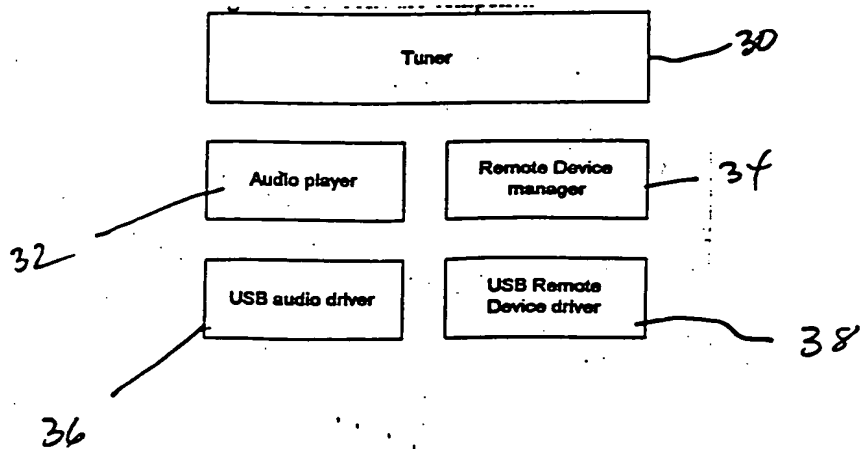 Tuner
30
Audio player
Remote Device
manager
34
32
USB audio driver
USB Remote
Device driver
38
36